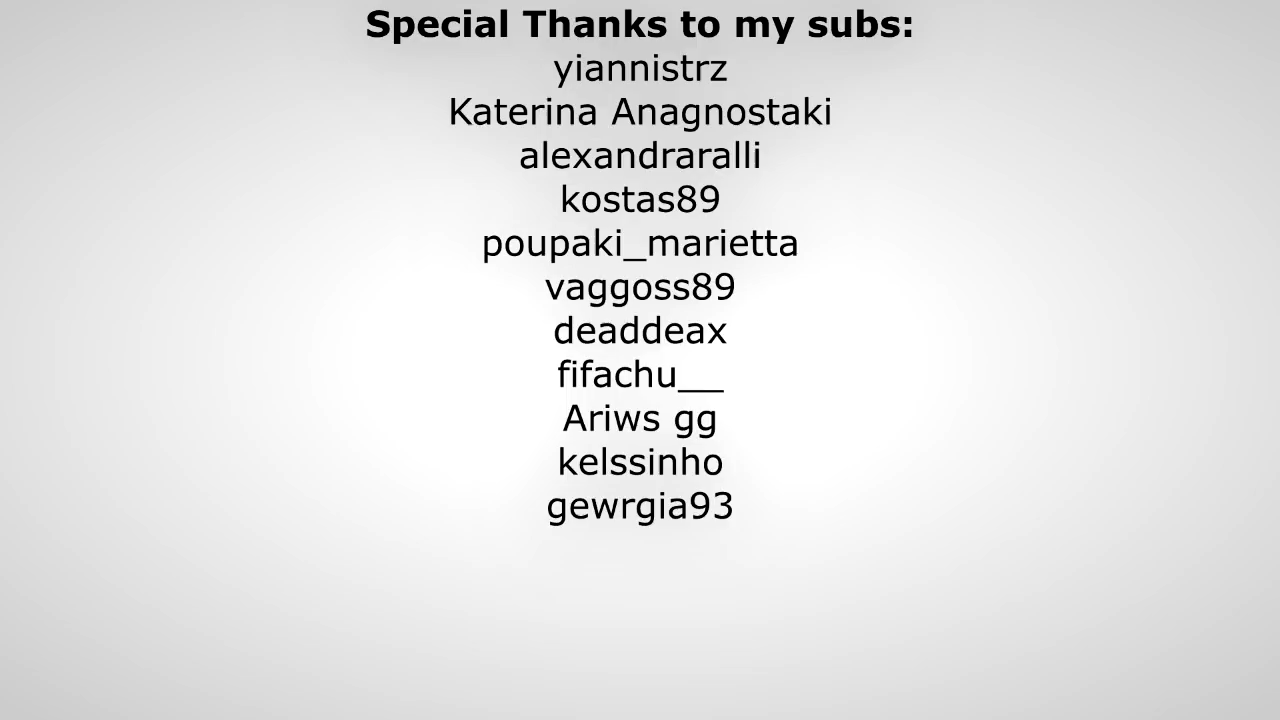 Special Thanks to my subs:
yiannistrz
Katerina Anagnostaki
alexandraralli
kostas89
poupaki_marietta
vaggoss89
deaddeax
fifachu__
Ariws gg
kelssinho
gewrgia93